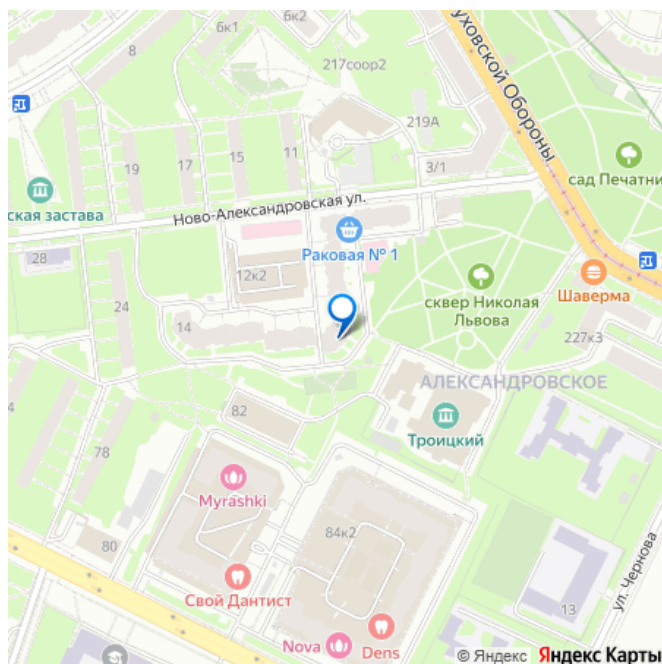 6к1
6к2
8
217соор2
уховской Обороны
219А
3/1
19
17
15
11
сад Печатни
ская застава
Ново-Александровская ул.
Раковая № 1
28
12к2
24
14
сквер Николая
Львова
Шаверма
227к3
АЛЕКСАНДРОВСКОЕ
82
Троицкий
4
78
Myrashki
80
84к2
Свой Дантист
ул. Чернова
13
Nova
Dens
© Яндекс
Яндекс Карты